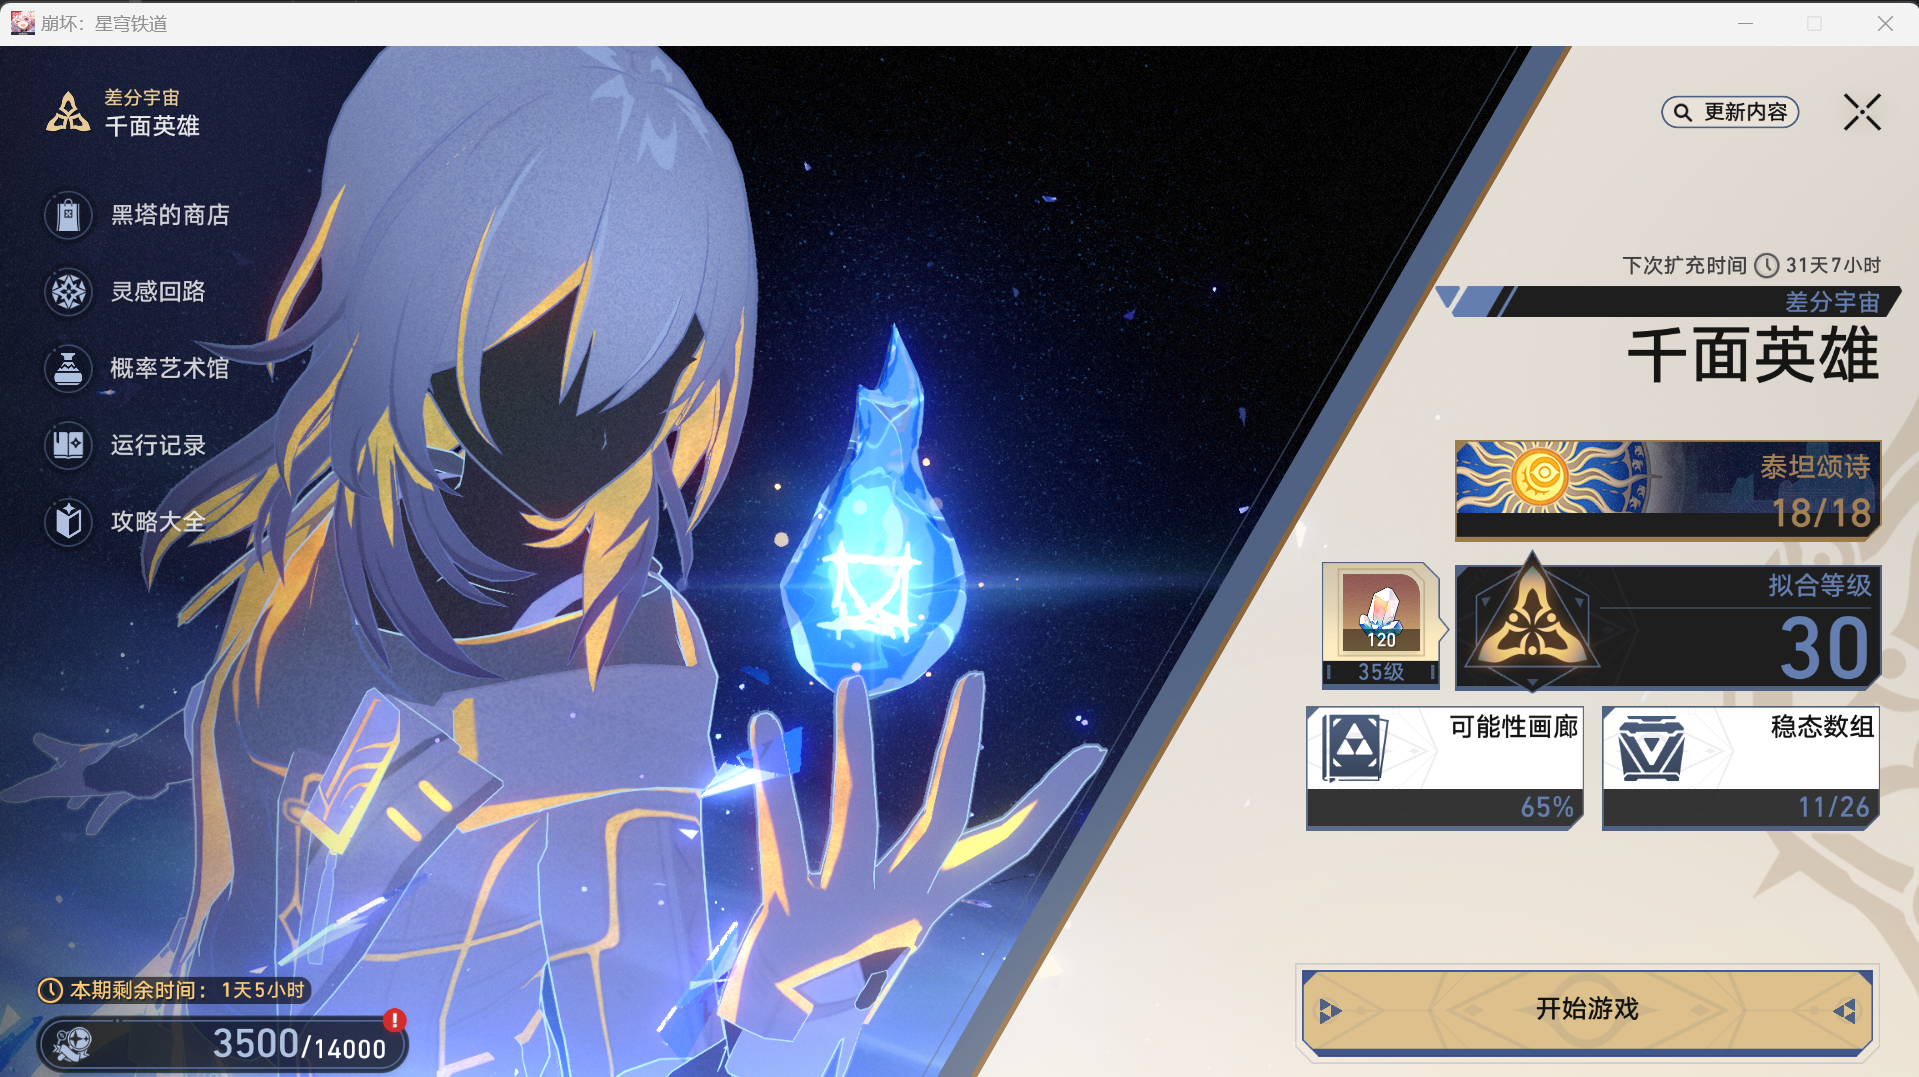 崩坏：星穹铁道
差分宇宙
千面英雄
黑塔的商店
灵感回路
概率艺术馆
运行记录
攻略大全
本期剩余时间：1天5小时
3500/14000
更新内容
下次扩充时间 31天7小时
差分宇宙
千面英雄
泰坦颂诗
18/18
120
35级
拟合等级
30
可能性画廊
65%
稳态数组
11/26
开始游戏